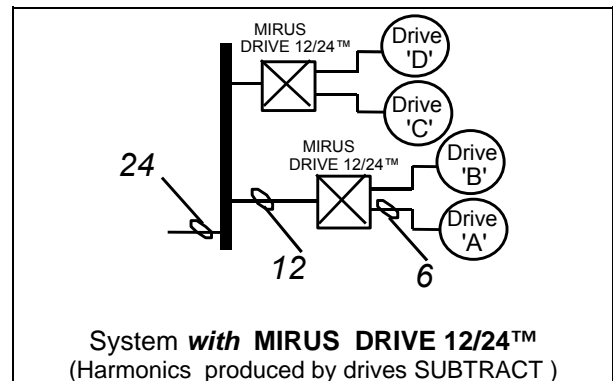 MIRUS
DRIVE 12/24™
Drive
'D'
Drive
'C'
MIRUS
DRIVE 12/24™
Drive
'B'
Drive
'A'
24
12
6
System with MIRUS DRIVE 12/24™
(Harmonics produced by drives SUBTRACT )